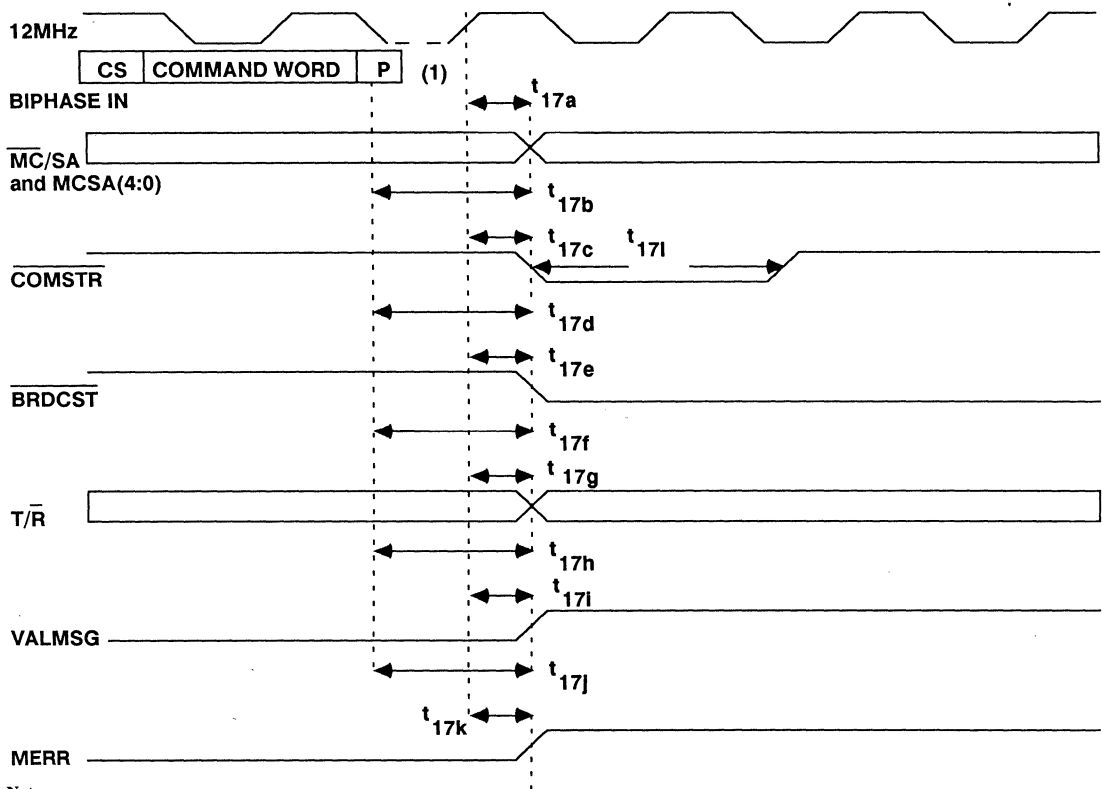 12MHz
CS COMMAND WORD P (1)
BIPHASE IN
t17a
MC/SA
and MCSA(4:0)
t17b
t17c t17l
COMSTR
t17d
t17e
BRDCST
t17f
t17g
T/R
t17h
t17i
VALMSG
t17j
t17k
MERR